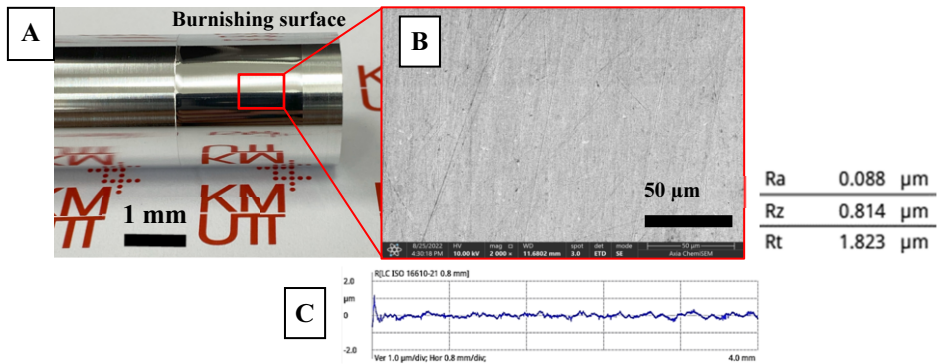 A
Burnishing surface
KM
UTT
1 mm
B
50 µm
8/25/2022
4:30:18 PM
HV
10.00 kV
mag
2 000 ×
WD
11.6802 mm
spot
3.0
det
ETD
mode
SE
50 µm
Axia ChemiSEM
Ra 0.088 µm
Rz 0.814 µm
Rt 1.823 µm
C
R[LC ISO 16610-21 0.8 mm]
2.0
µm
0
-2.0
Ver 1.0 µm/div; Hor 0.8 mm/div;
4.0 mm